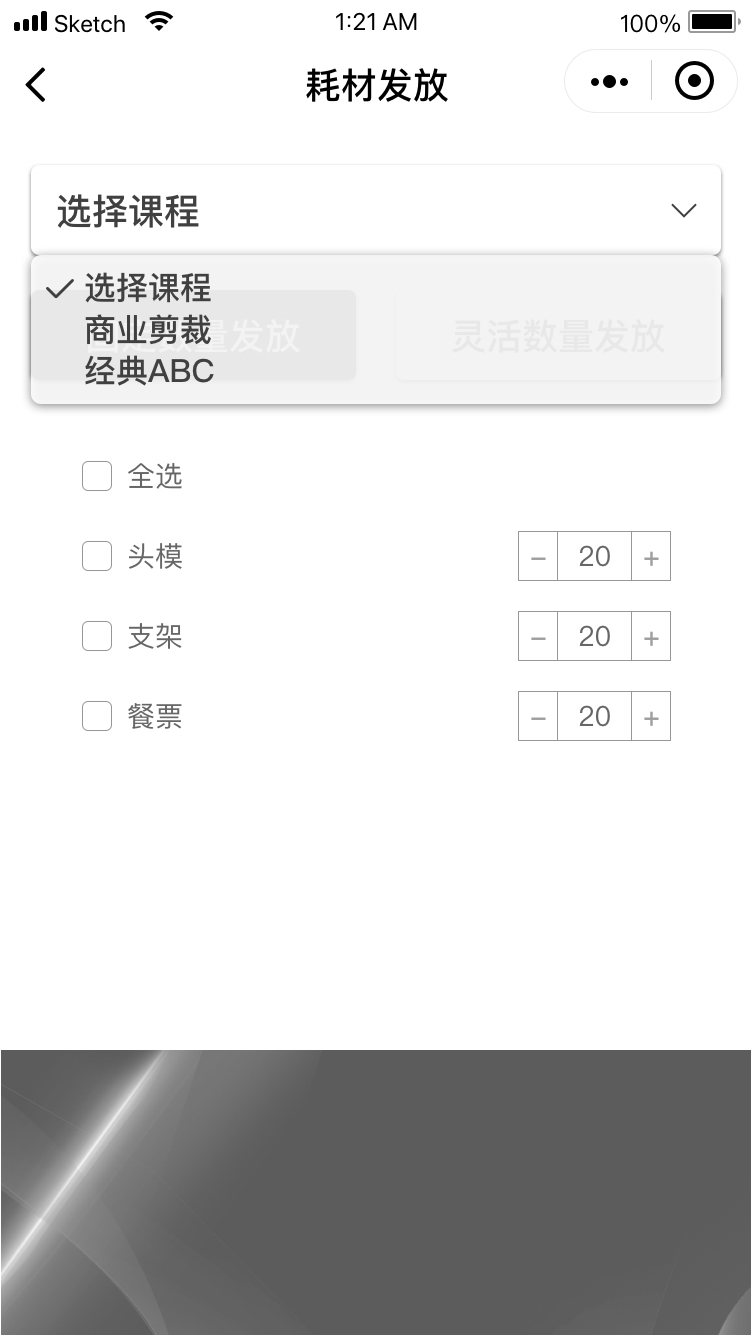 Sketch 1:21 AM 100%
耗材发放
选择课程
选择课程
商业剪裁
经典ABC
量发放 灵活数量发放
全选
头模 − 20 +
支架 − 20 +
餐票 − 20 +